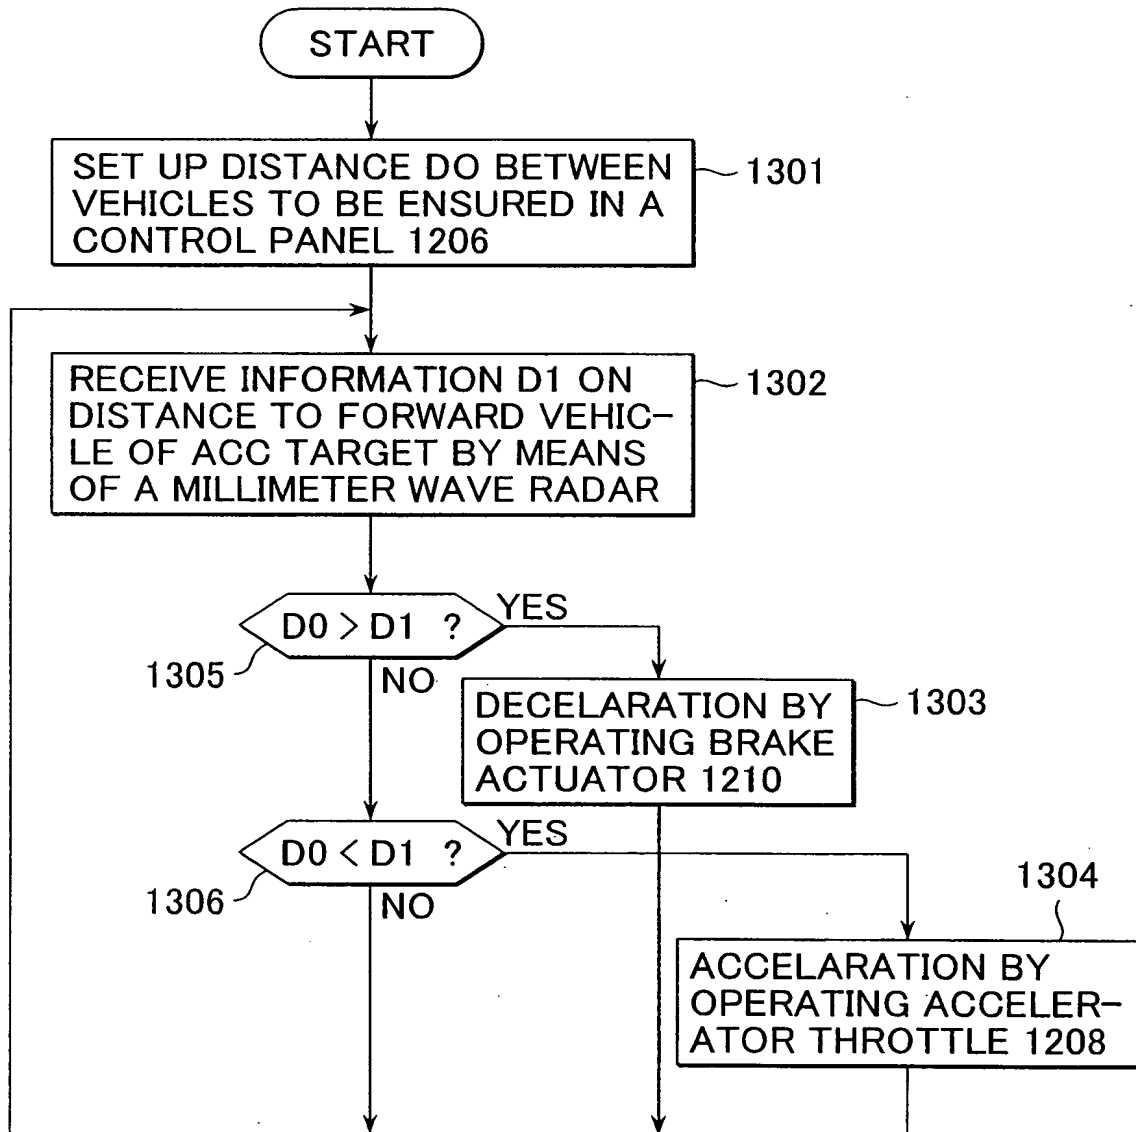 START
SET UP DISTANCE DO BETWEEN
VEHICLES TO BE ENSURED IN A
CONTROL PANEL 1206
1301
RECEIVE INFORMATION D1 ON
DISTANCE TO FORWARD VEHIC-
LE OF ACC TARGET BY MEANS
OF A MILLIMETER WAVE RADAR
1302
D0 > D1 ?
YES
1305
NO
DECELARATION BY
OPERATING BRAKE
ACTUATOR 1210
1303
D0 < D1 ?
YES
1306
NO
1304
ACCELARATION BY
OPERATING ACCELER-
ATOR THROTTLE 1208